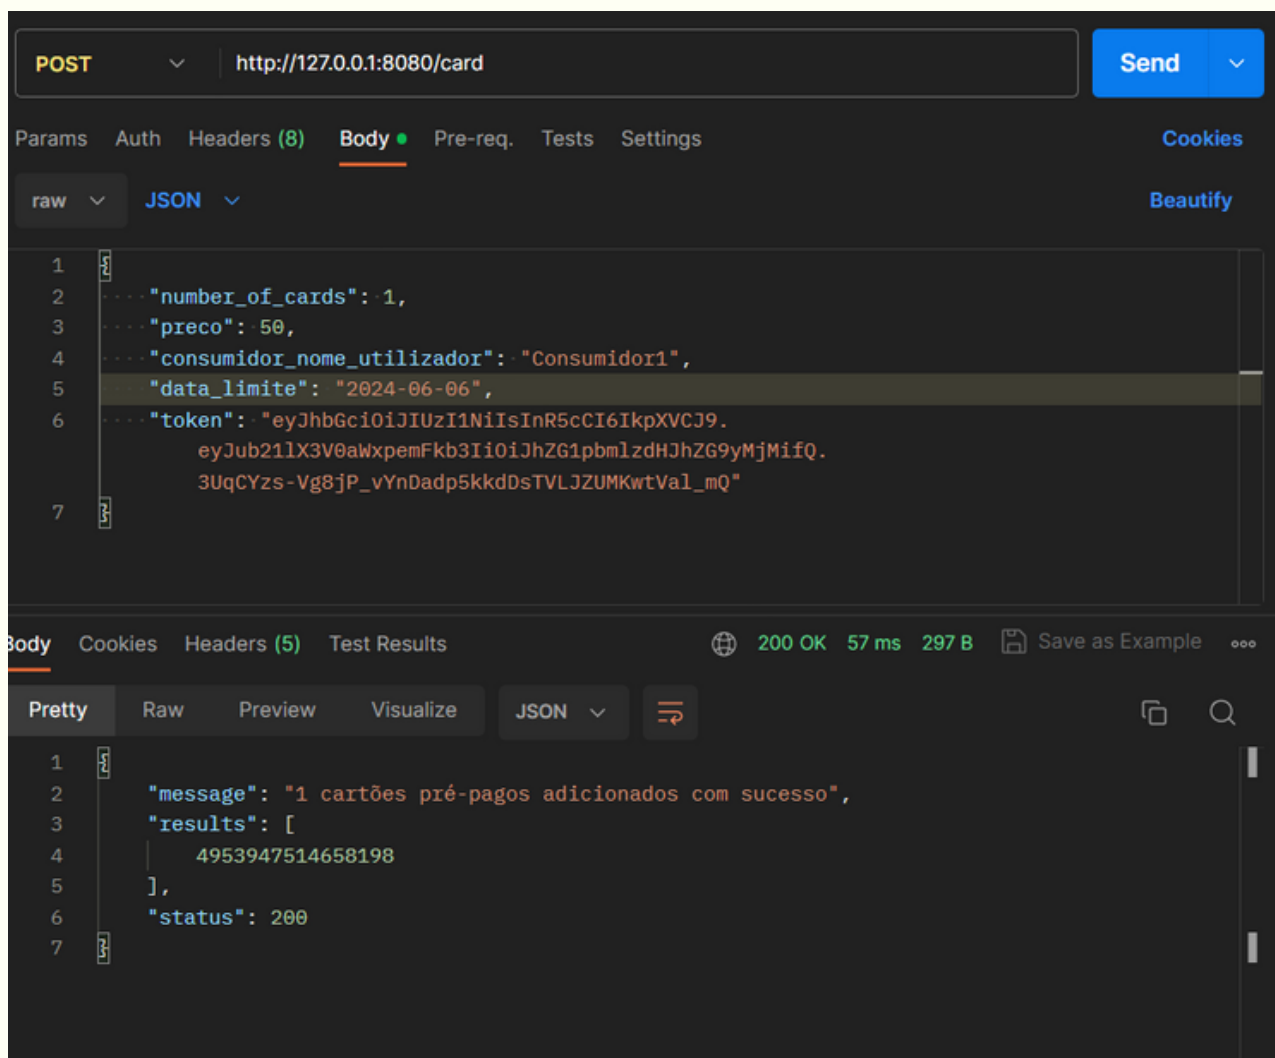 POST http://127.0.0.1:8080/card Send
Params Auth Headers (8) Body Pre-req. Tests Settings Cookies
raw JSON Beautify
1 {
2 "number_of_cards": 1,
3 "preco": 50,
4 "consumidor_nome_utilizador": "Consumidor1",
5 "data_limite": "2024-06-06",
6 "token": "eyJhbGciOiJIUzI1NiIsInR5cCI6IkpXVCJ9.
eyJub21lX3V0aWxpemFkb3IiOiJhZG1pbmlzdHJhZG9yMjMifQ.
3UqCYzs-Vg8jP_vYnDadp5kkdDsTVLJZUMKwtVal_mQ"
7 }
Body Cookies Headers (5) Test Results 200 OK 57 ms 297 B Save as Example
Pretty Raw Preview Visualize JSON
1 {
2 "message": "1 cartões pré-pagos adicionados com sucesso",
3 "results": [
4 4953947514658198
5 ],
6 "status": 200
7 }